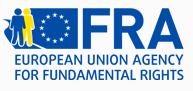 FRA
EUROPEAN UNION AGENCY
FOR FUNDAMENTAL RIGHTS